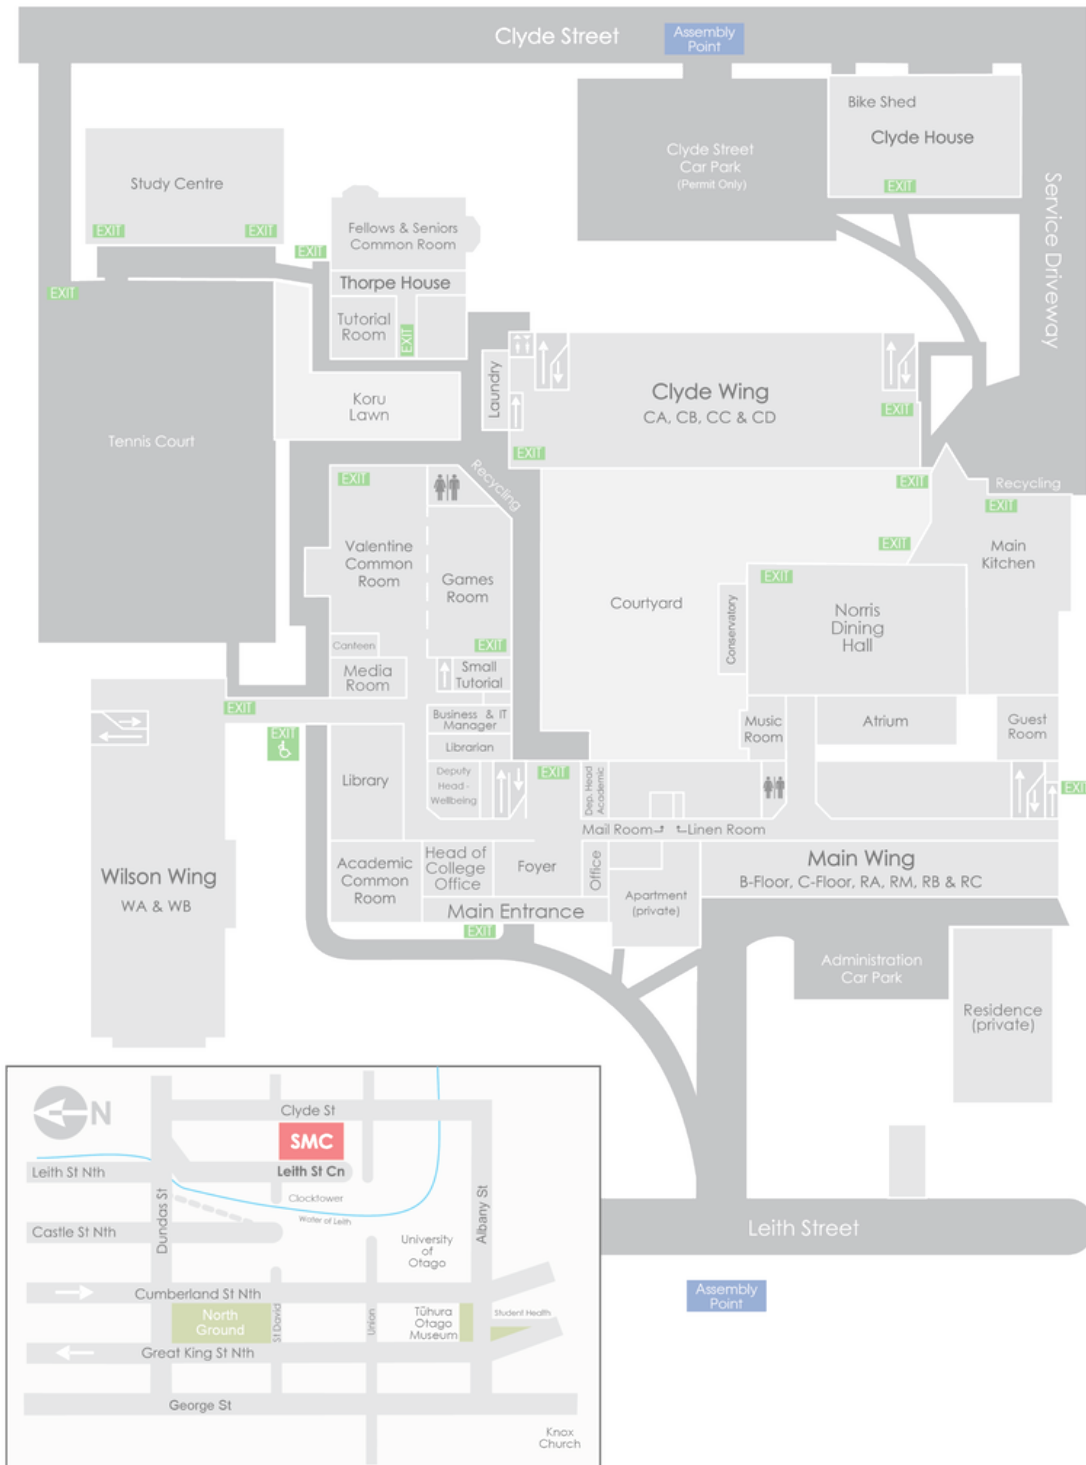 Clyde Street
Assembly
Point
Bike Shed
Clyde House
EXIT
Clyde Street
Car Park
(Permit Only)
Service Driveway
Study Centre
EXIT
EXIT
Fellows & Seniors
Common Room
EXIT
Thorpe House
Tutorial
Room
EXIT
EXIT
Laundry
Clyde Wing
CA, CB, CC & CD
EXIT
EXIT
Koru
Lawn
Tennis Court
Recycling
EXIT
EXIT
Recycling
EXIT
Valentine
Common
Room
Games
Room
EXIT
Courtyard
Conservatory
EXIT
EXIT
Main
Kitchen
Norris
Dining
Hall
Canteen
Media
Room
Small
Tutorial
EXIT
EXIT
Business & IT
Manager
Librarian
Music
Room
Atrium
Guest
Room
Library
Deputy
Head -
Wellbeing
EXIT
Dep. Head
Academic
EXIT
Mail Room
Linen Room
Wilson Wing
WA & WB
Academic
Common
Room
Head of
College
Office
Foyer
Office
Main Wing
B-Floor, C-Floor, RA, RM, RB & RC
Apartment
(private)
Main Entrance
EXIT
Administration
Car Park
Residence
(private)
Leith Street
Assembly
Point
N
Clyde St
SMC
Leith St Nth
Leith St Cn
Clocktower
Water of Leith
Dundas St
Albany St
Castle St Nth
University
of
Otago
Cumberland St Nth
North
Ground
St David
Union
Tūhura
Otago
Museum
Student Health
Great King St Nth
George St
Knox
Church